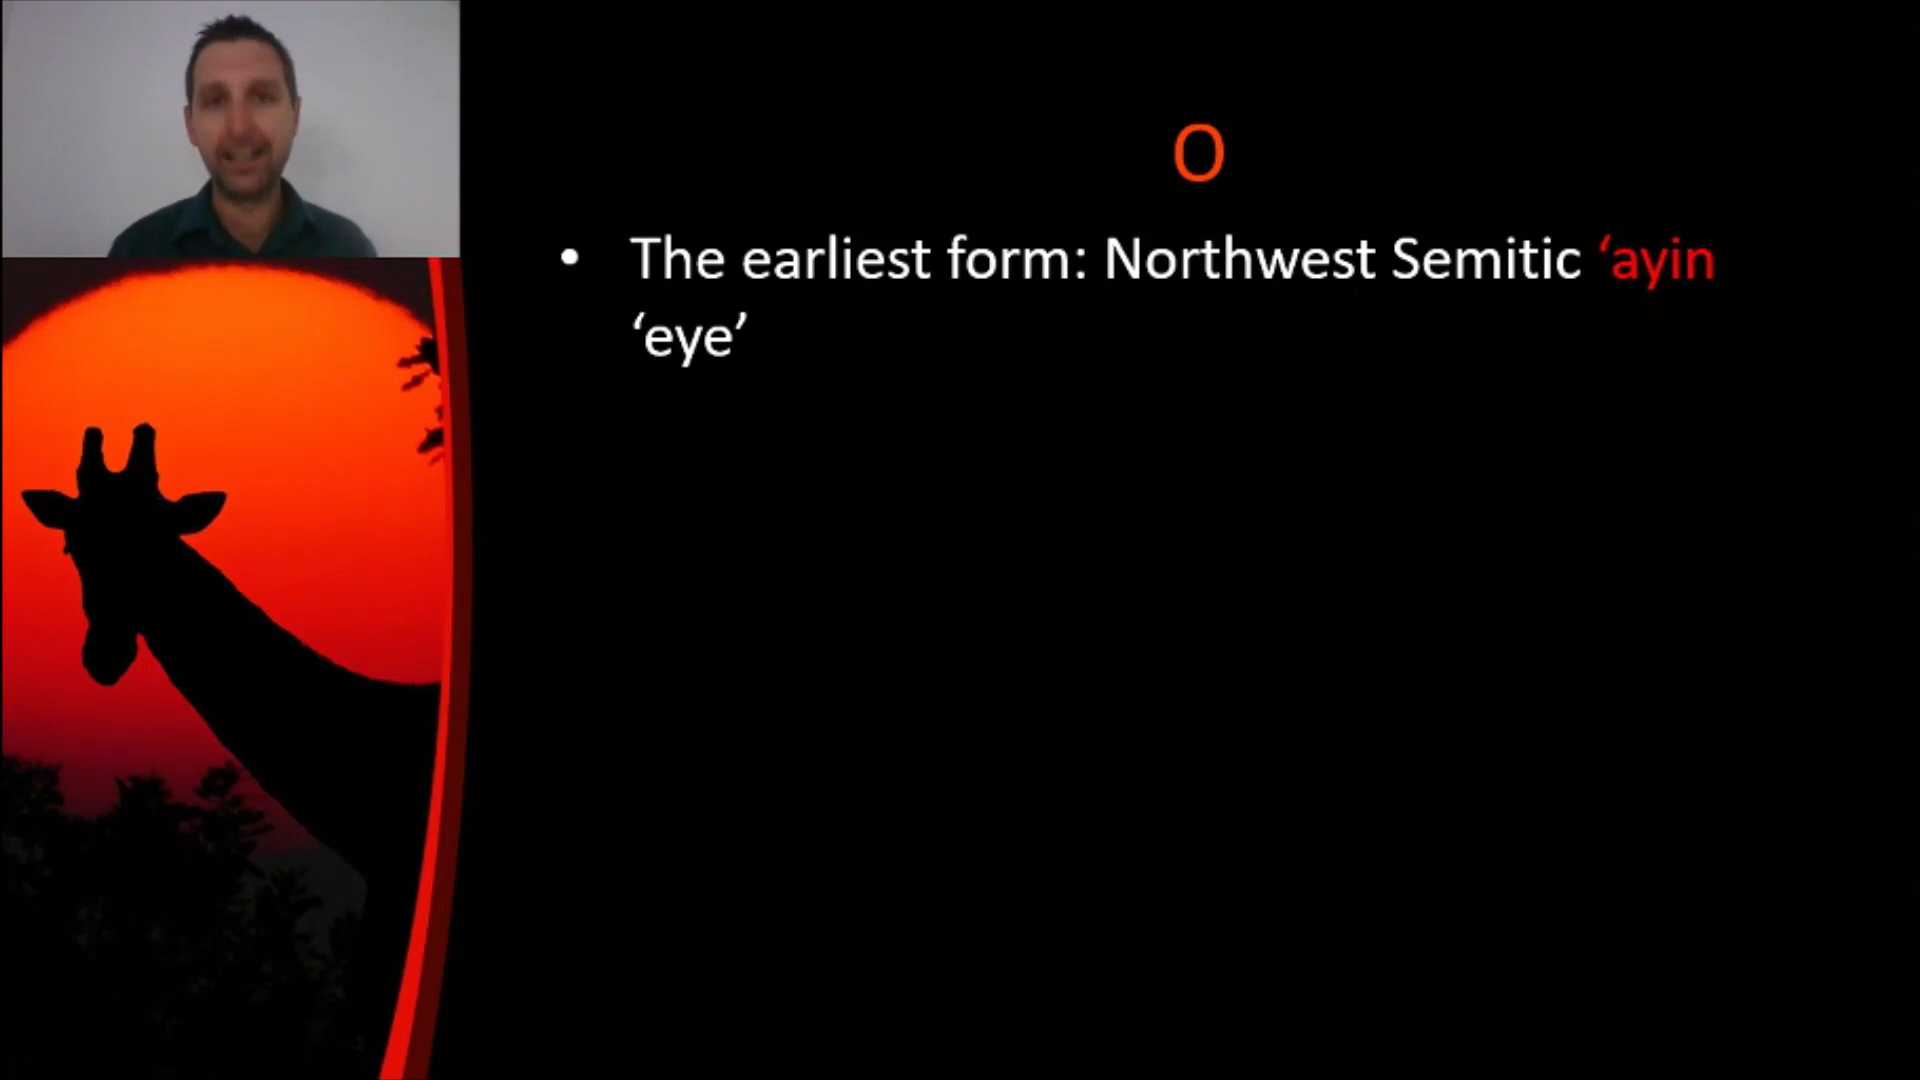 O
• The earliest form: Northwest Semitic ‘ayin
‘eye’